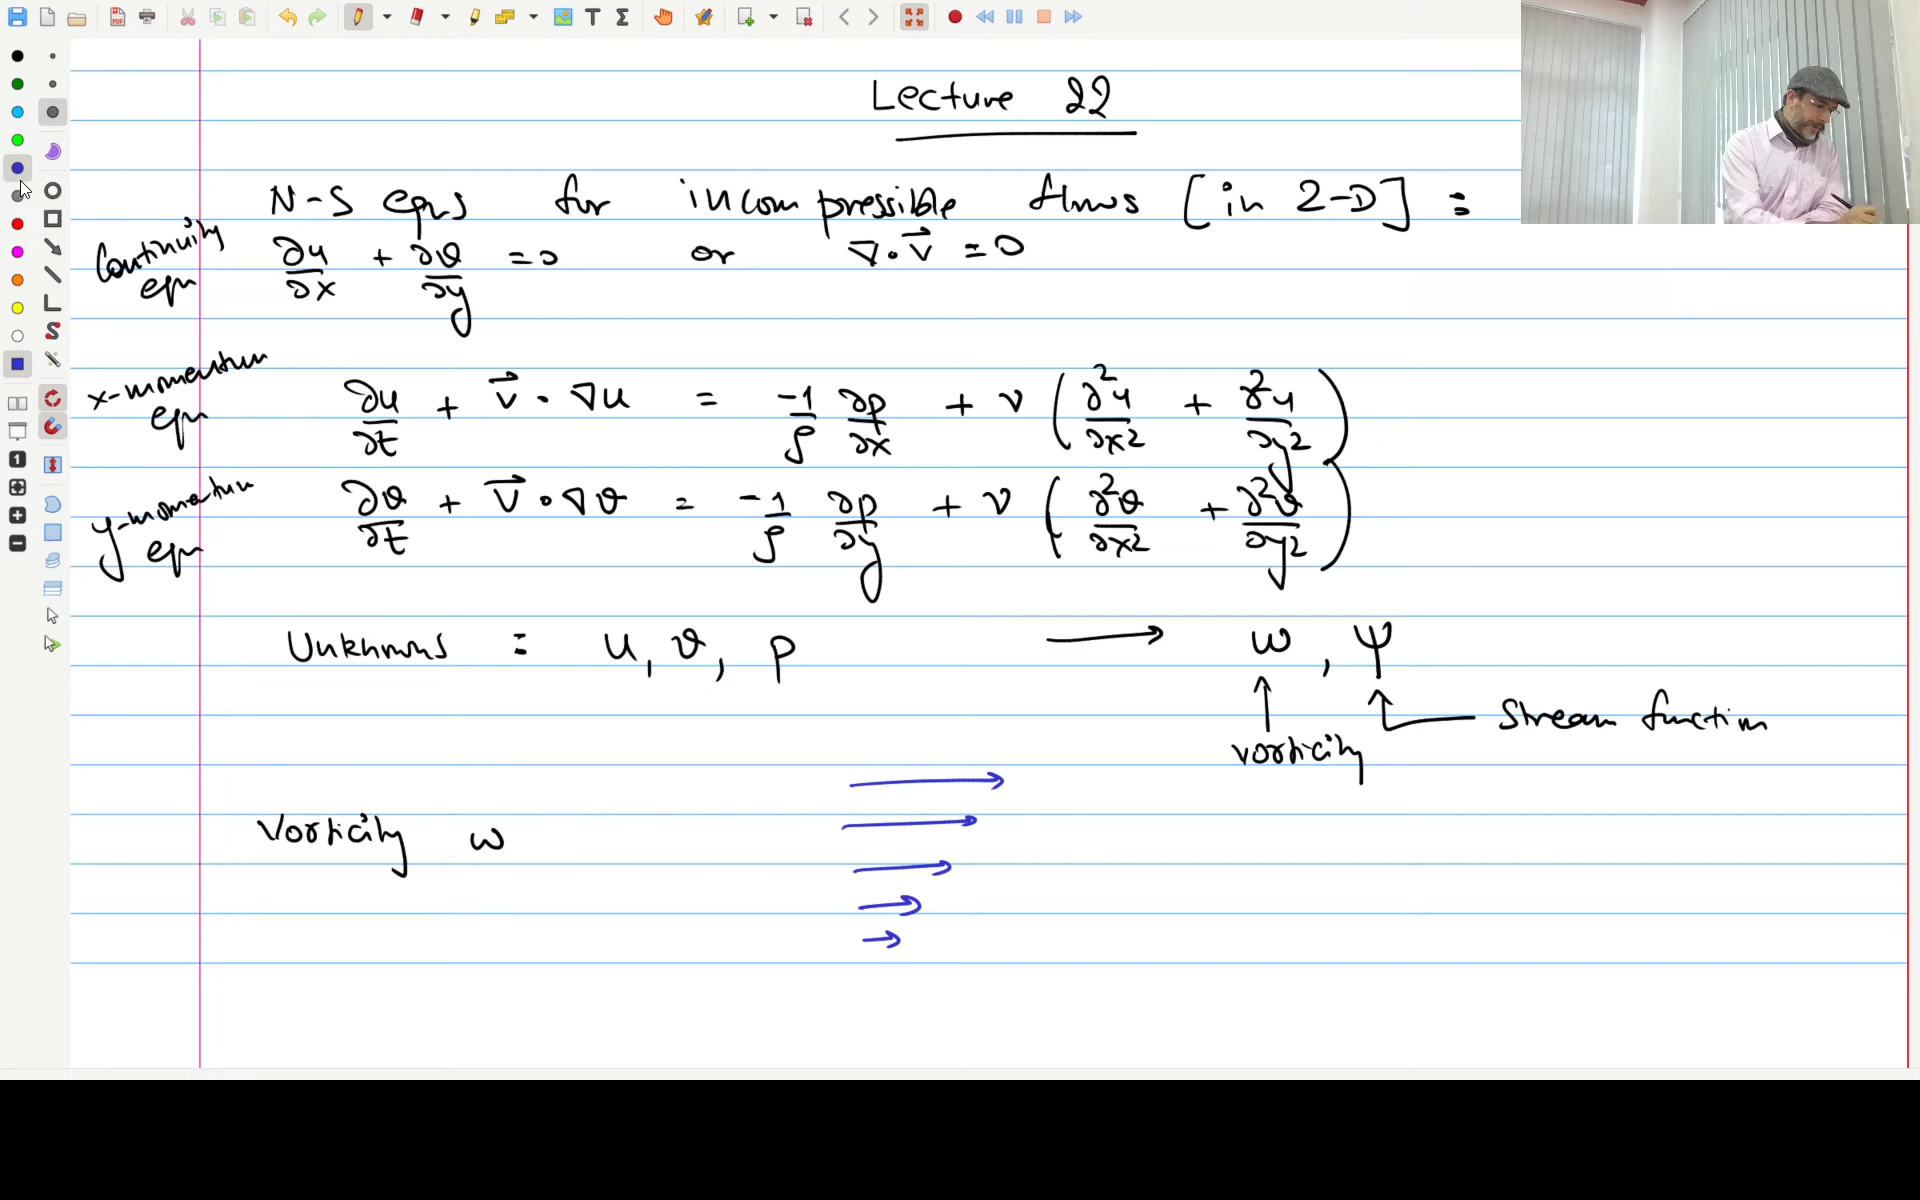 Lecture 22
N-S eqns for incompressible flows [in 2-D] :
Continuity eqn ∂u/∂x + ∂v/∂y = 0 or ∇·V⃗ = 0
x-momentum eqn ∂u/∂t + V⃗·∇u = -1/ρ ∂p/∂x + ν (∂²u/∂x² + ∂²u/∂y²)
y-momentum eqn ∂v/∂t + V⃗·∇v = -1/ρ ∂p/∂y + ν (∂²v/∂x² + ∂²v/∂y²)
Unknowns : u, v, p → ω, ψ
Stream function
vorticity
Vorticity ω